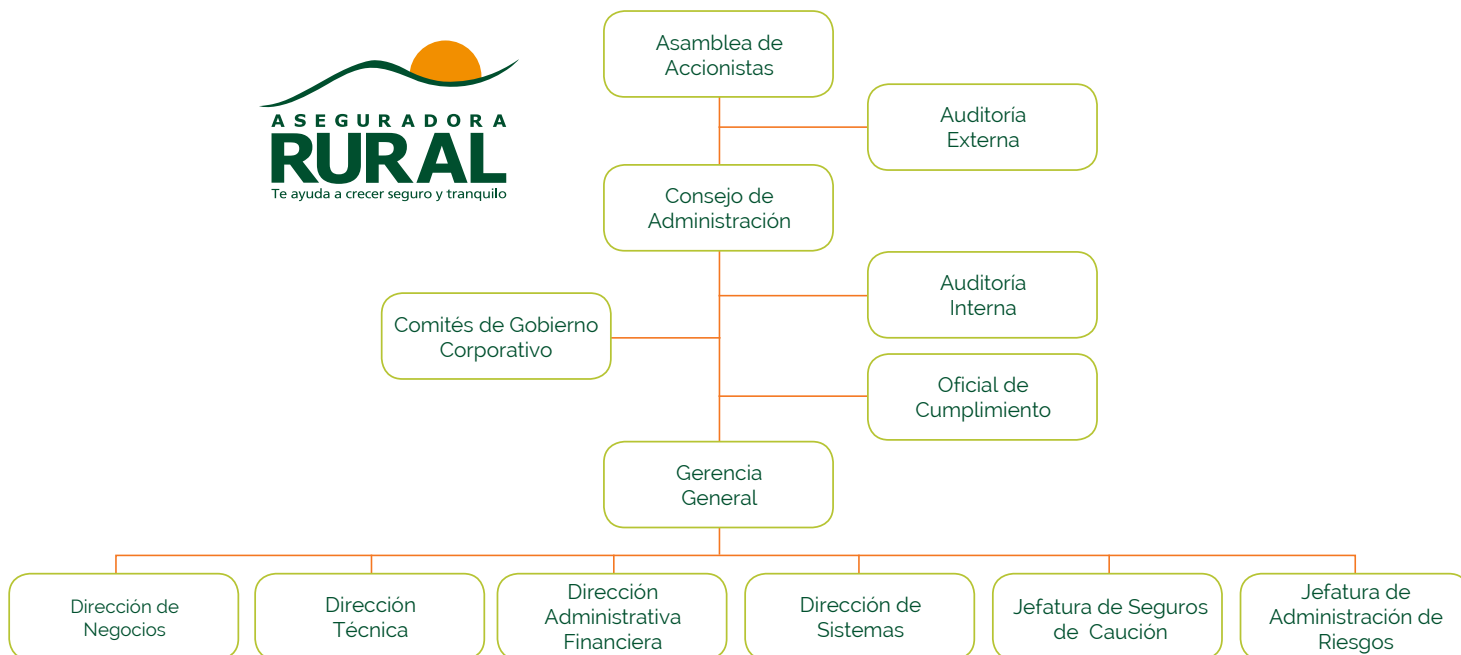 Asamblea de
Accionistas
ASEGURADORA
RURAL
Te ayuda a crecer seguro y tranquilo
Auditoría
Externa
Consejo de
Administración
Auditoría
Interna
Comités de Gobierno
Corporativo
Oficial de
Cumplimiento
Gerencia
General
Dirección de
Negocios
Dirección
Técnica
Dirección
Administrativa
Financiera
Dirección de
Sistemas
Jefatura de Seguros
de Caución
Jefatura de
Administración de
Riesgos